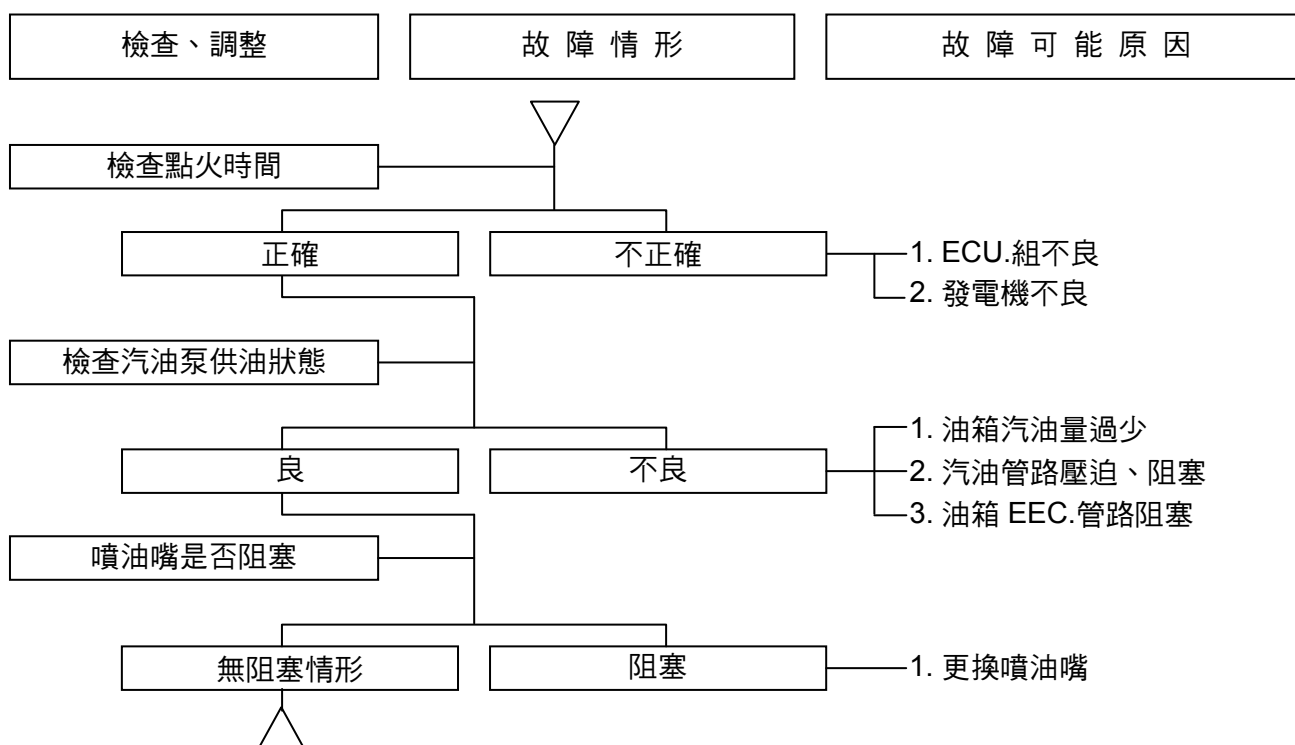 檢查、調整
故障情形
故障可能原因
檢查點火時間
正確
不正確
1. ECU.組不良
2. 發電機不良
檢查汽油泵供油狀態
良
不良
1. 油箱汽油量過少
2. 汽油管路壓迫、阻塞
3. 油箱 EEC.管路阻塞
噴油嘴是否阻塞
無阻塞情形
阻塞
1. 更換噴油嘴